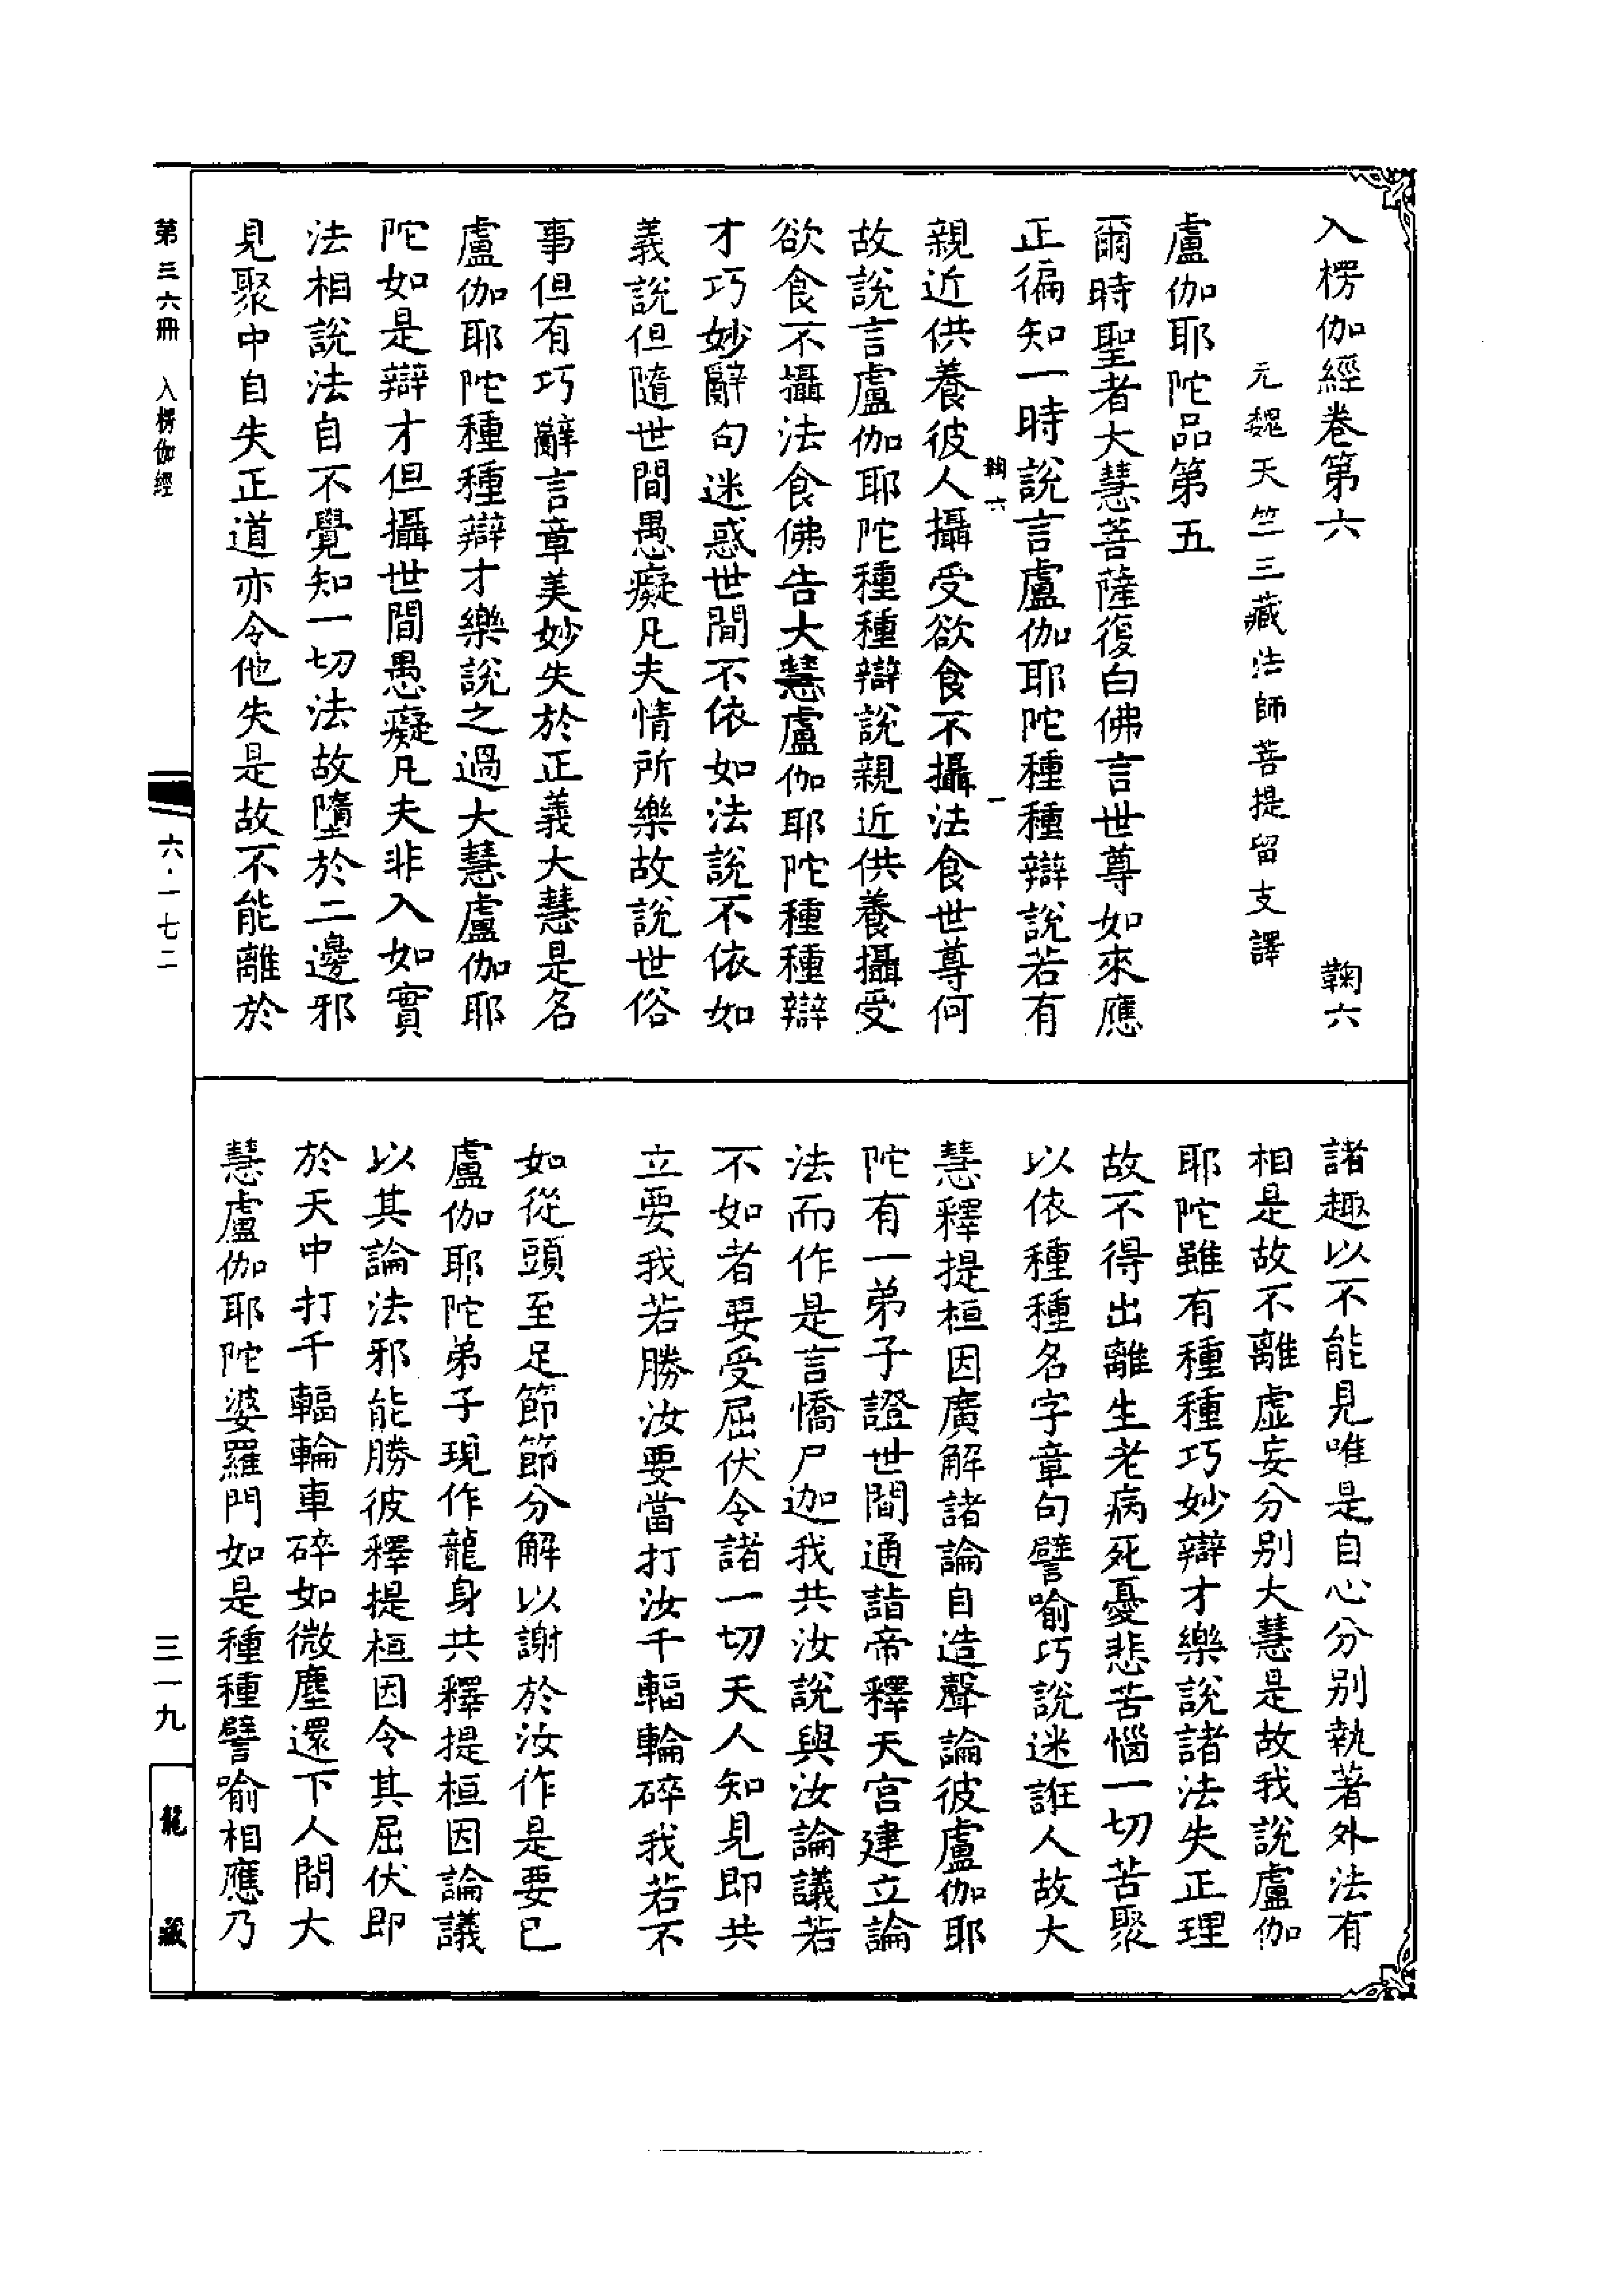 入楞伽經卷第六 鞠六
元魏天竺三藏法師菩提留支譯
盧伽耶陀品第五
爾時聖者大慧菩薩復白佛言世尊如來應
正徧知一時說言盧伽耶陀種種辯說若有
鞠六 一
親近供養彼人攝受欲食不攝法食世尊何
故說言盧伽耶陀種種辯說親近供養攝受
欲食不攝法食佛告大慧盧伽耶陀種種辯
才巧妙辭句迷惑世間不依如法說不依如
義說但隨世間愚癡凡夫情所樂故說世俗
事但有巧辭言章美妙失於正義大慧是名
盧伽耶陀種種辯才樂說之過大慧盧伽耶
陀如是辯才但攝世間愚癡凡夫非入如實
法相說法自不覺知一切法故墮於二邊邪
見聚中自失正道亦令他失是故不能離於
諸趣以不能見唯是自心分別執著外法有
相是故不離虛妄分別大慧是故我說盧伽
耶陀雖有種種巧妙辯才樂說諸法失正理
故不得出離生老病死憂悲苦惱一切苦聚
以依種種名字章句譬喻巧說迷誑人故大
慧釋提桓因廣解諸論自造聲論彼盧伽耶
陀有一弟子證世間通詣帝釋天宮建立論
法而作是言憍尸迦我共汝說與汝論議若
不如者要受屈伏令諸一切天人知見即共
立要我若勝汝要當打汝千輻輪碎我若不
如從頭至足節節分解以謝於汝作是要已
盧伽耶陀弟子現作龍身共釋提桓因論議
以其論法邪能勝彼釋提桓因令其屈伏即
於天中打千輻輪車碎如微塵還下人間大
慧盧伽耶陀婆羅門如是種種譬喻相應乃
第三六冊 入楞伽經
六·一七二
三一九
龍藏